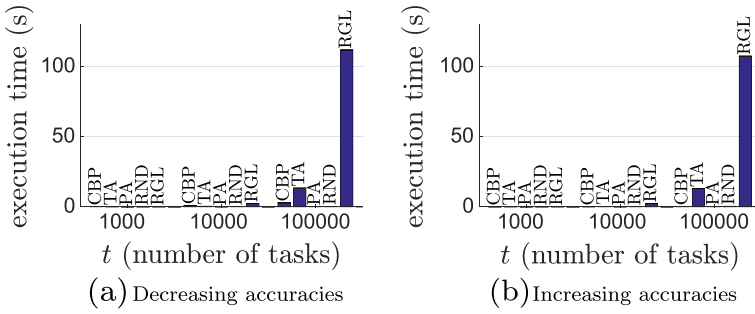 execution time (s)
100
50
0
CBP TA PA RND RGL CBP TA PA RND RGL CBP TA PA RND RGL
1000 10000 100000
t (number of tasks)
(a) Decreasing accuracies
execution time (s)
100
50
0
CBP TA PA RND RGL CBP TA PA RND RGL CBP TA PA RND RGL
1000 10000 100000
t (number of tasks)
(b) Increasing accuracies